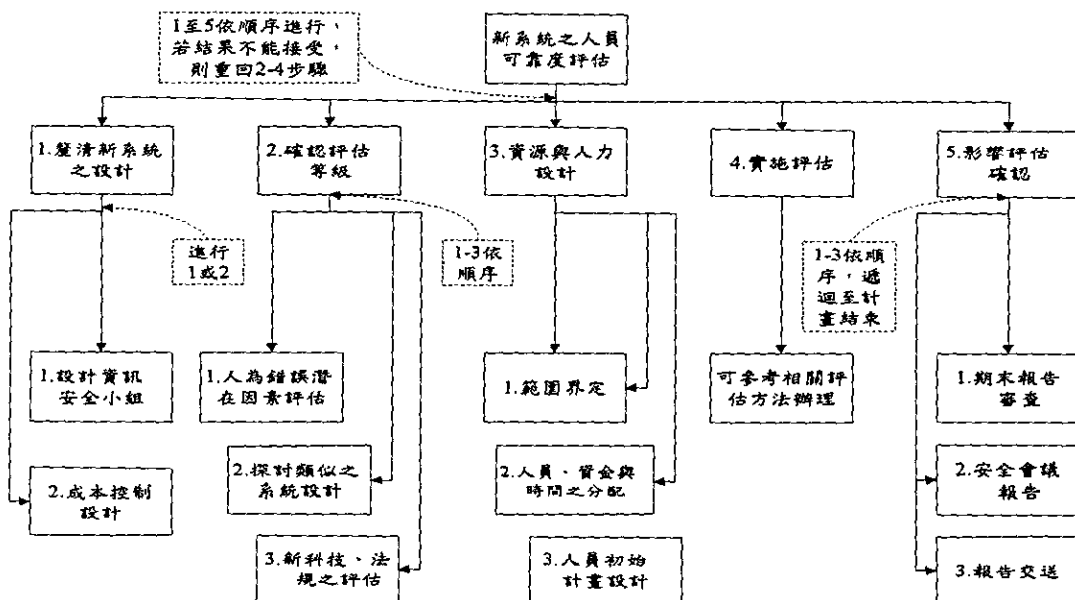 1至5依順序進行，
若結果不能接受，
則重回2-4步驟
新系統之人員
可靠度評估
1.釐清新系統
之設計
2.確認評估
等級
3.資源與人力
設計
4.實施評估
5.影響評估
確認
進行
1或2
1-3依
順序
1-3依順
序，遞
迴至計
畫結束
1.設計資訊
安全小組
1.人為錯誤潛
在因素評估
1.範圍界定
可參考相關評
估方法辦理
1.期末報告
審查
2.成本控制
設計
2.探討類似之
系統設計
2.人員、資金與
時間之分配
2.安全會議
報告
3.新科技、法
規之評估
3.人員初始
計畫設計
3.報告交送